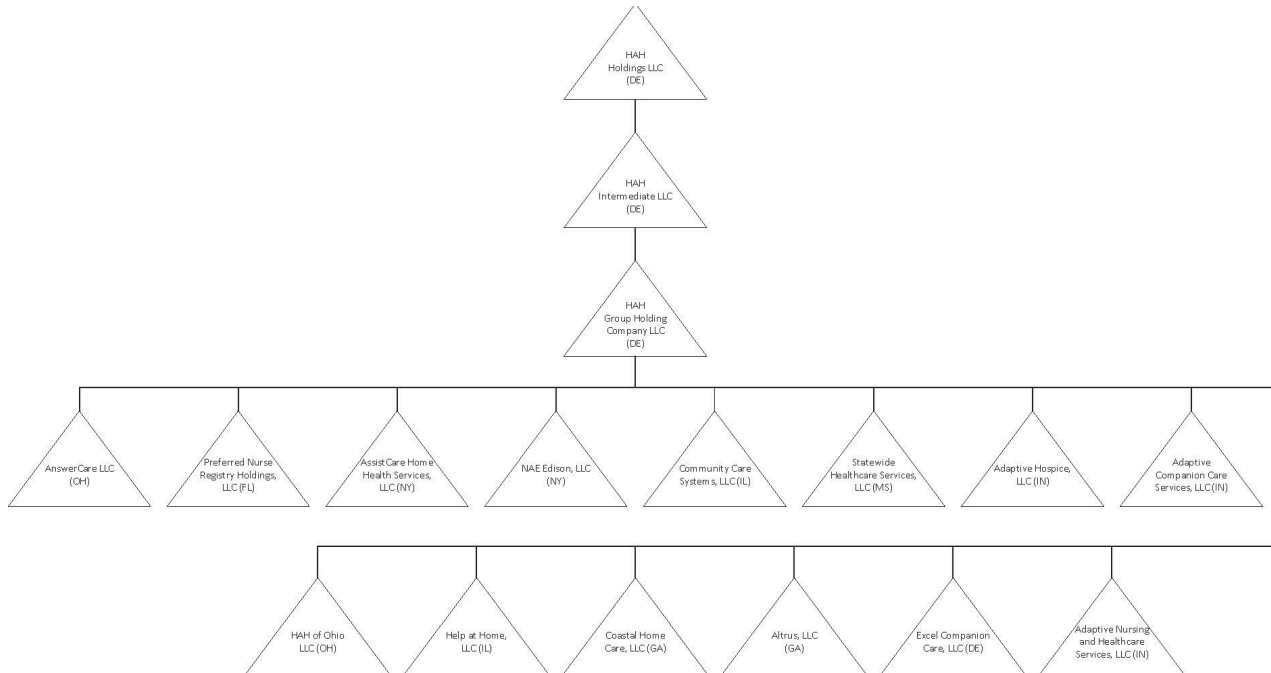 HAH
Holdings LLC
(DE)
HAH
Intermediate LLC
(DE)
HAH
Group Holding
Company LLC
(DE)
AnswerCare LLC
(OH)
Preferred Nurse
Registry Holdings,
LLC (FL)
AssistCare Home
Health Services,
LLC (NY)
NAE Edison, LLC
(NY)
Community Care
Systems, LLC (IL)
Statewide
Healthcare Services,
LLC (MS)
Adaptive Hospice,
LLC (IN)
Adaptive
Companion Care
Services, LLC (IN)
HAH of Ohio
LLC (OH)
Help at Home,
LLC (IL)
Coastal Home
Care, LLC (GA)
Altrus, LLC
(GA)
Excel Companion
Care, LLC (DE)
Adaptive Nursing
and Healthcare
Services, LLC (IN)